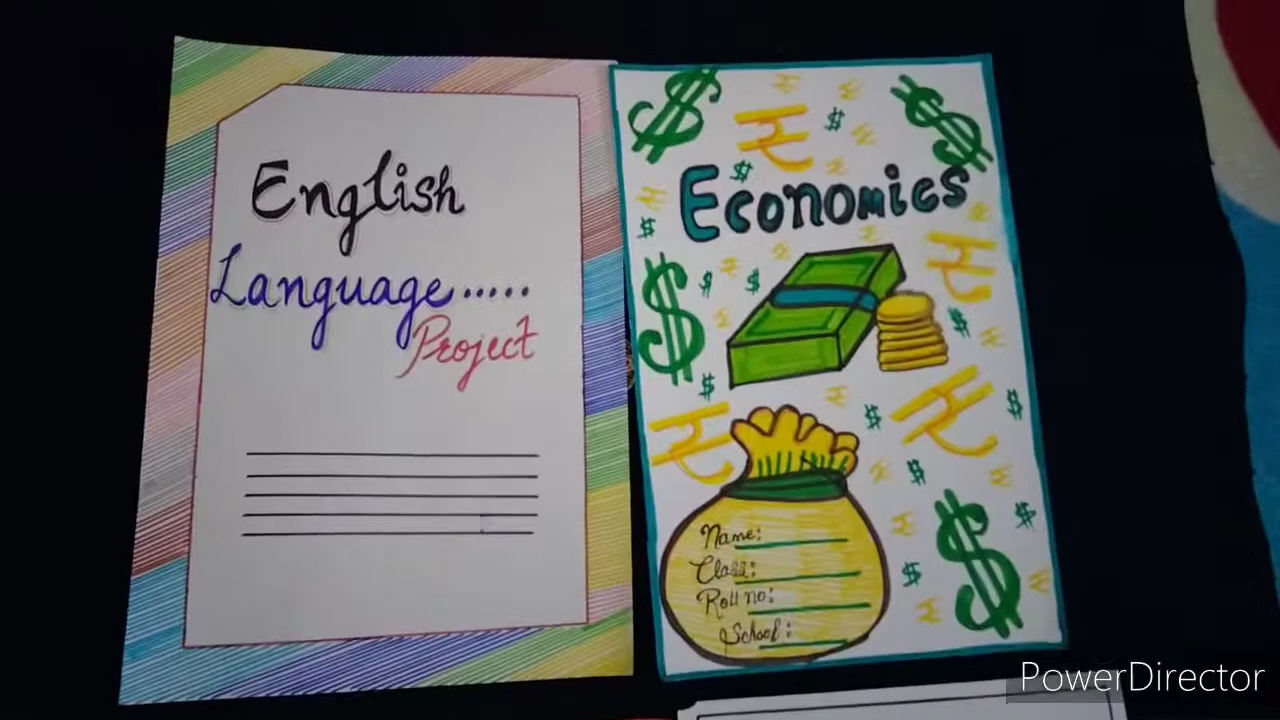 English
Language.....
Project
Economics
Name:
Class:
Roll no:
School:
PowerDirector